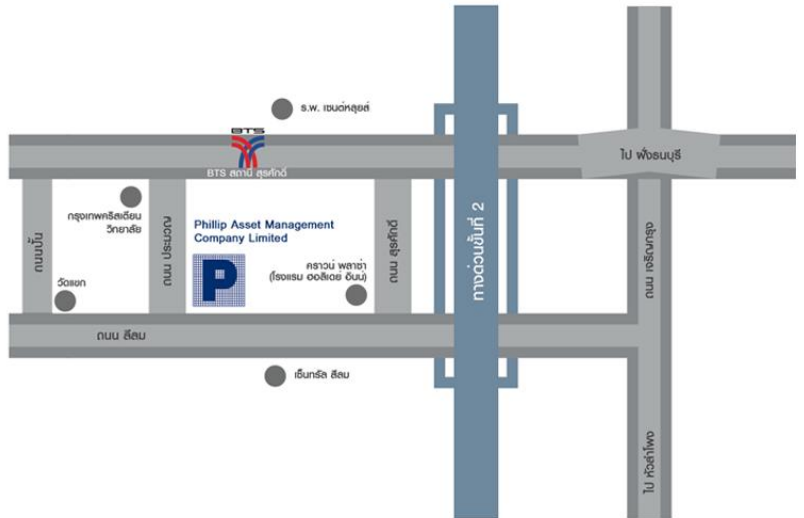 ร.พ. เซนต์หลุยส์
BTS
BTS สถานี สุรศักดิ์
ไป ฝั่งธนบุรี
กรุงเทพคริสเตียน
วิทยาลัย
Phillip Asset Management
Company Limited
P
คราวน์ พลาซ่า
(โรงแรม ฮอลิเดย์ อินน์)
วัดแขก
ถนนปั้น
ถนน ประมวญ
ถนน สุรศักดิ์
ทางด่วนขั้นที่ 2
ถนน เจริญกรุง
ถนน สีลม
เซ็นทรัล สีลม
ไป หัวลำโพง